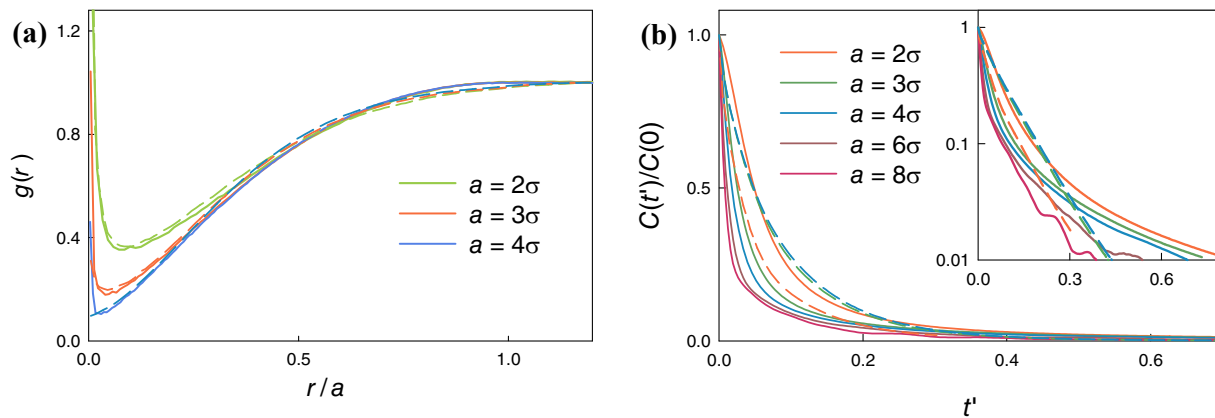 (a)
1.2
0.8
0.4
0.0
g(r)
a = 2σ
a = 3σ
a = 4σ
0.0
0.5
1.0
r / a
(b)
1.0
0.5
0.0
C(t')/C(0)
a = 2σ
a = 3σ
a = 4σ
a = 6σ
a = 8σ
1
0.1
0.01
0.0
0.3
0.6
0.0
0.2
0.4
0.6
t'